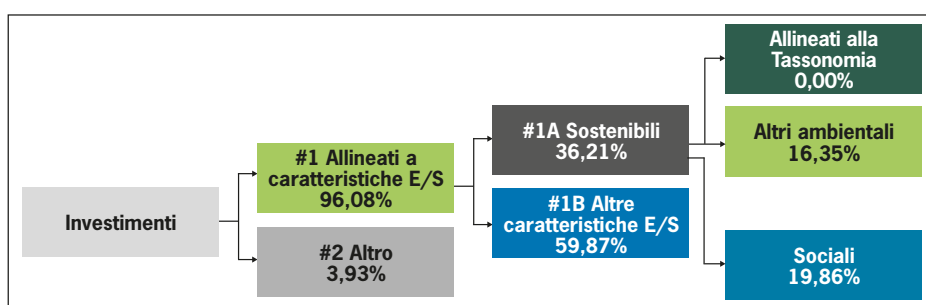 Investimenti
#1 Allineati a
caratteristiche E/S
96,08%
#2 Altro
3,93%
#1A Sostenibili
36,21%
#1B Altre
caratteristiche E/S
59,87%
Allineati alla
Tassonomia
0,00%
Altri ambientali
16,35%
Sociali
19,86%